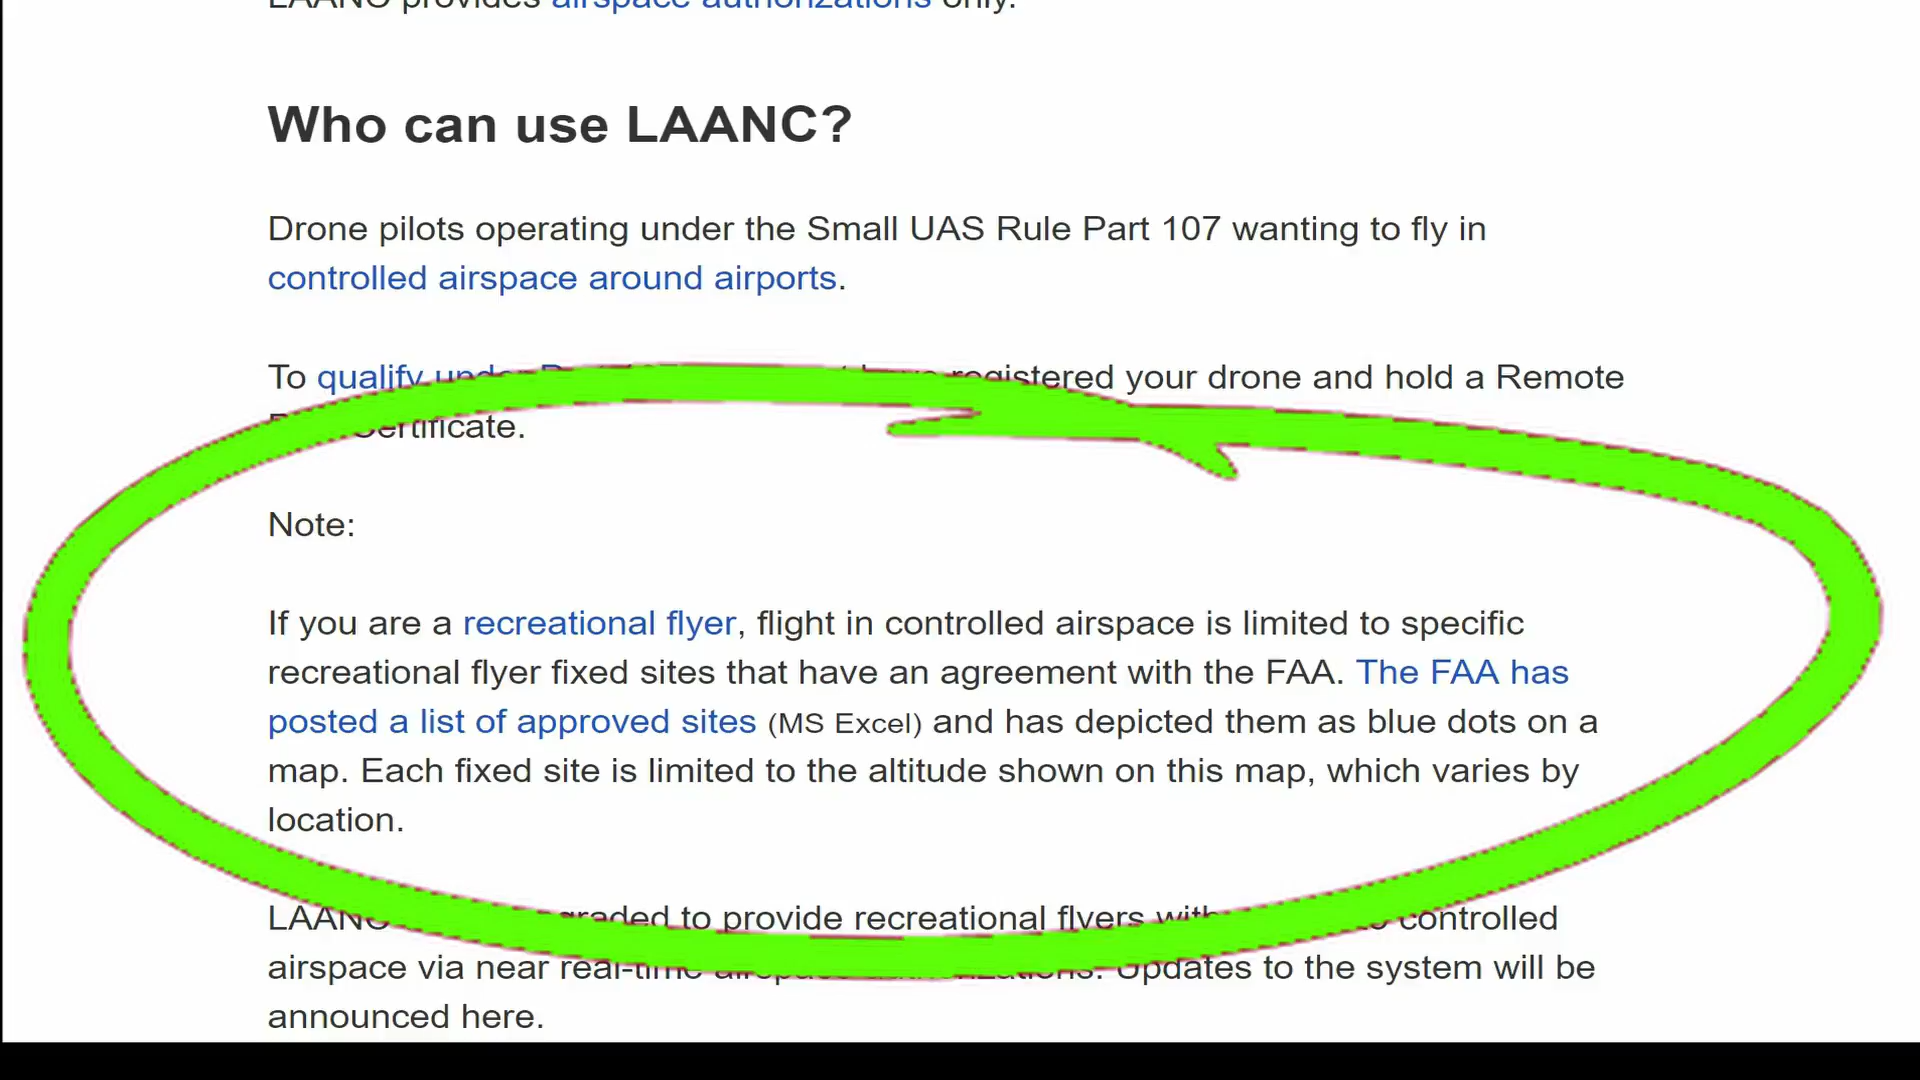 LAANC provides airspace authorizations only.
Who can use LAANC?
Drone pilots operating under the Small UAS Rule Part 107 wanting to fly in
controlled airspace around airports.
To qualify under have registered your drone and hold a Remote
Certificate.
Note:
If you are a recreational flyer, flight in controlled airspace is limited to specific
recreational flyer fixed sites that have an agreement with the FAA. The FAA has
posted a list of approved sites (MS Excel) and has depicted them as blue dots on a
map. Each fixed site is limited to the altitude shown on this map, which varies by
location.
LAANC to provide recreational flyers with controlled
airspace via near real-time airspace authorizations. Updates to the system will be
announced here.